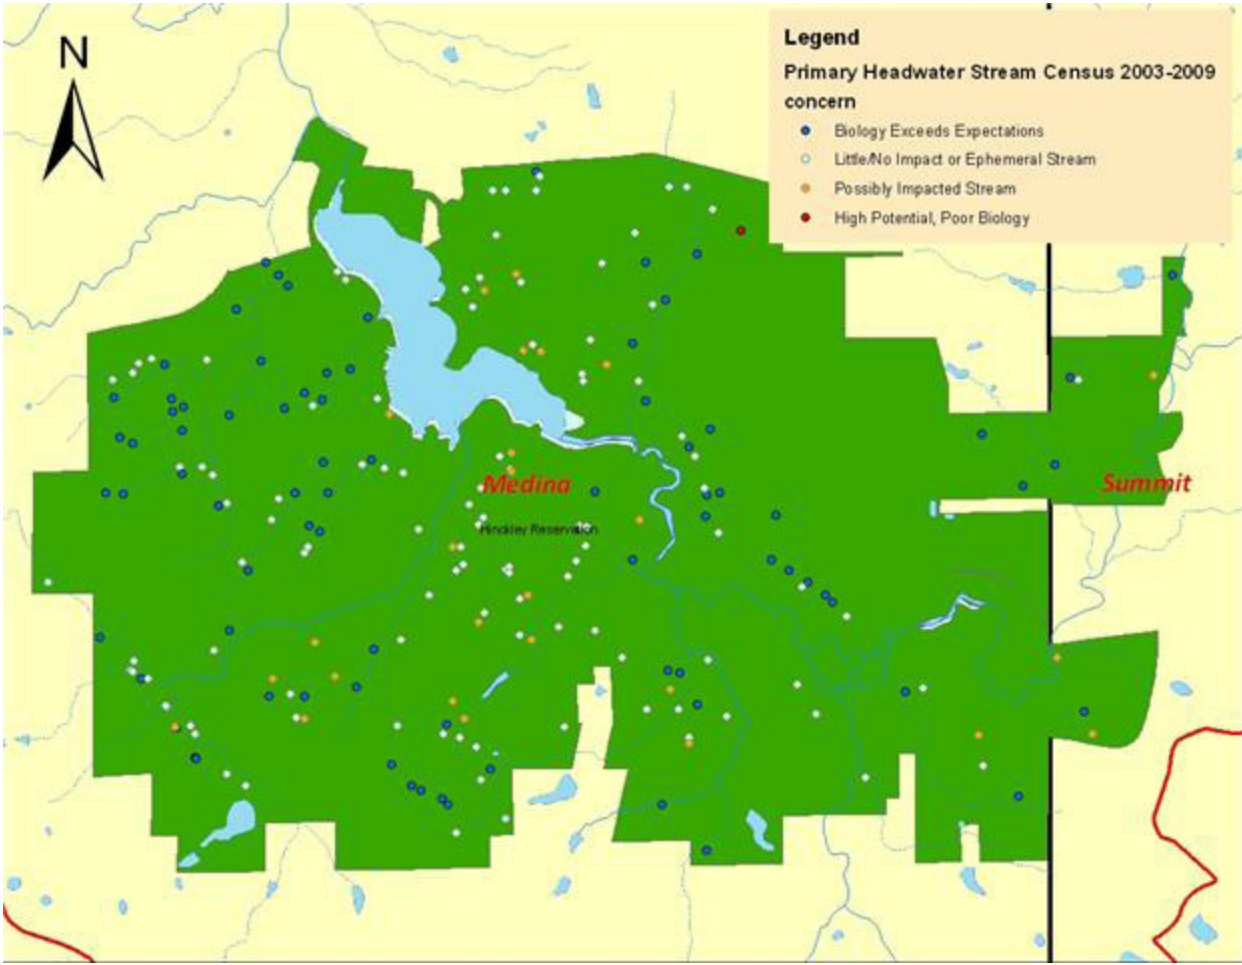 N
Legend
Primary Headwater Stream Census 2003-2009
concern
Biology Exceeds Expectations
Little/No Impact or Ephemeral Stream
Possibly Impacted Stream
High Potential, Poor Biology
Medina
Summit
Hinckley Reservation